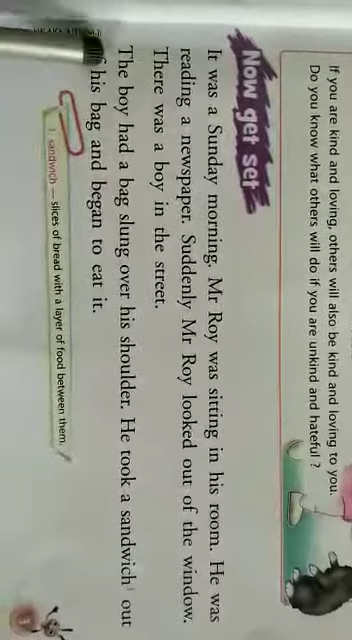 If you are kind and loving, others will also be kind and loving to you.
Do you know what others will do if you are unkind and hateful ?
Now get set
It was a Sunday morning. Mr Roy was sitting in his room. He was
reading a newspaper. Suddenly Mr Roy looked out of the window.
There was a boy in the street.
The boy had a bag slung over his shoulder. He took a sandwich¹ out
his bag and began to eat it.
1. sandwich — slices of bread with a layer of food between them.
3